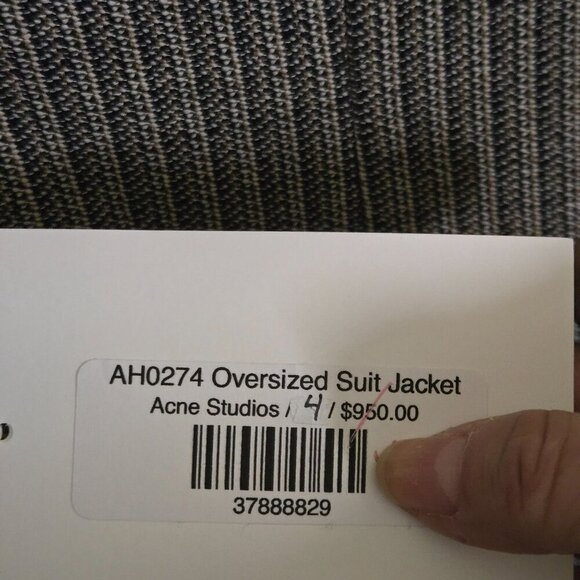 AH0274 Oversized Suit Jacket
Acne Studios / 4 / $950.00
37888829